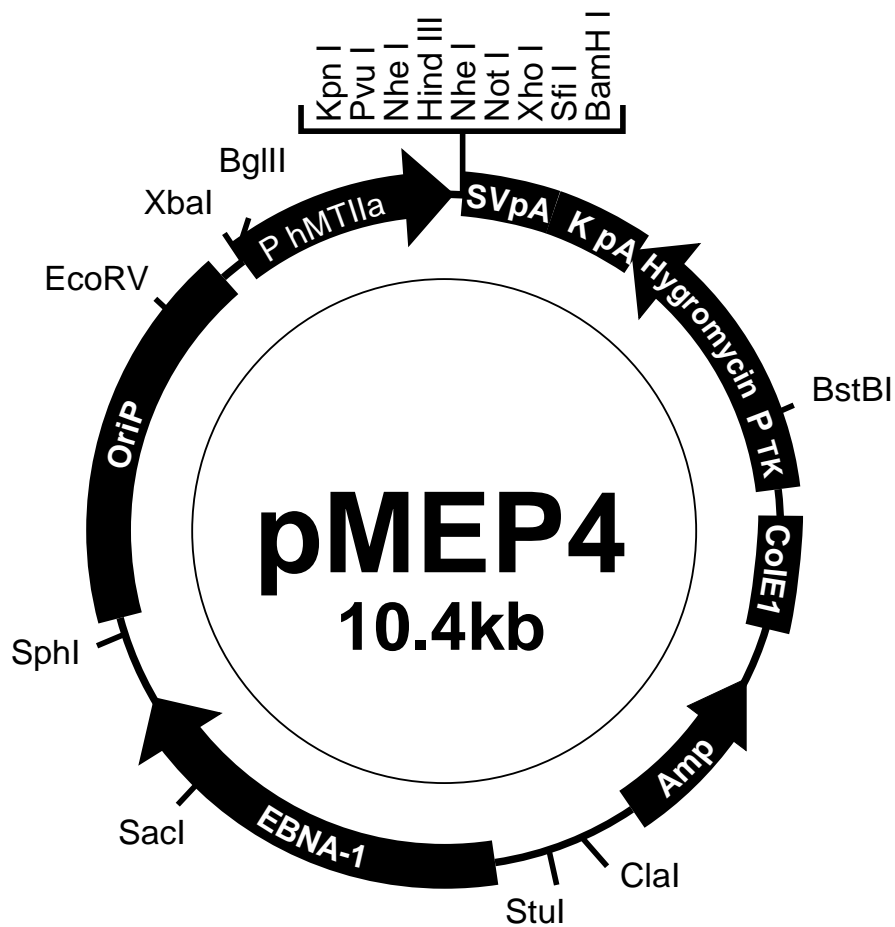 Kpn I
Pvu I
Nhe I
Hind III
Nhe I
Not I
Xho I
Sfi I
BamH I
BglII
XbaI
EcoRV
P hMTIIa
SVpA
K pA
Hygromycin
P TK
BstBI
OriP
ColE1
pMEP4
10.4kb
SphI
Amp
SacI
EBNA-1
ClaI
StuI